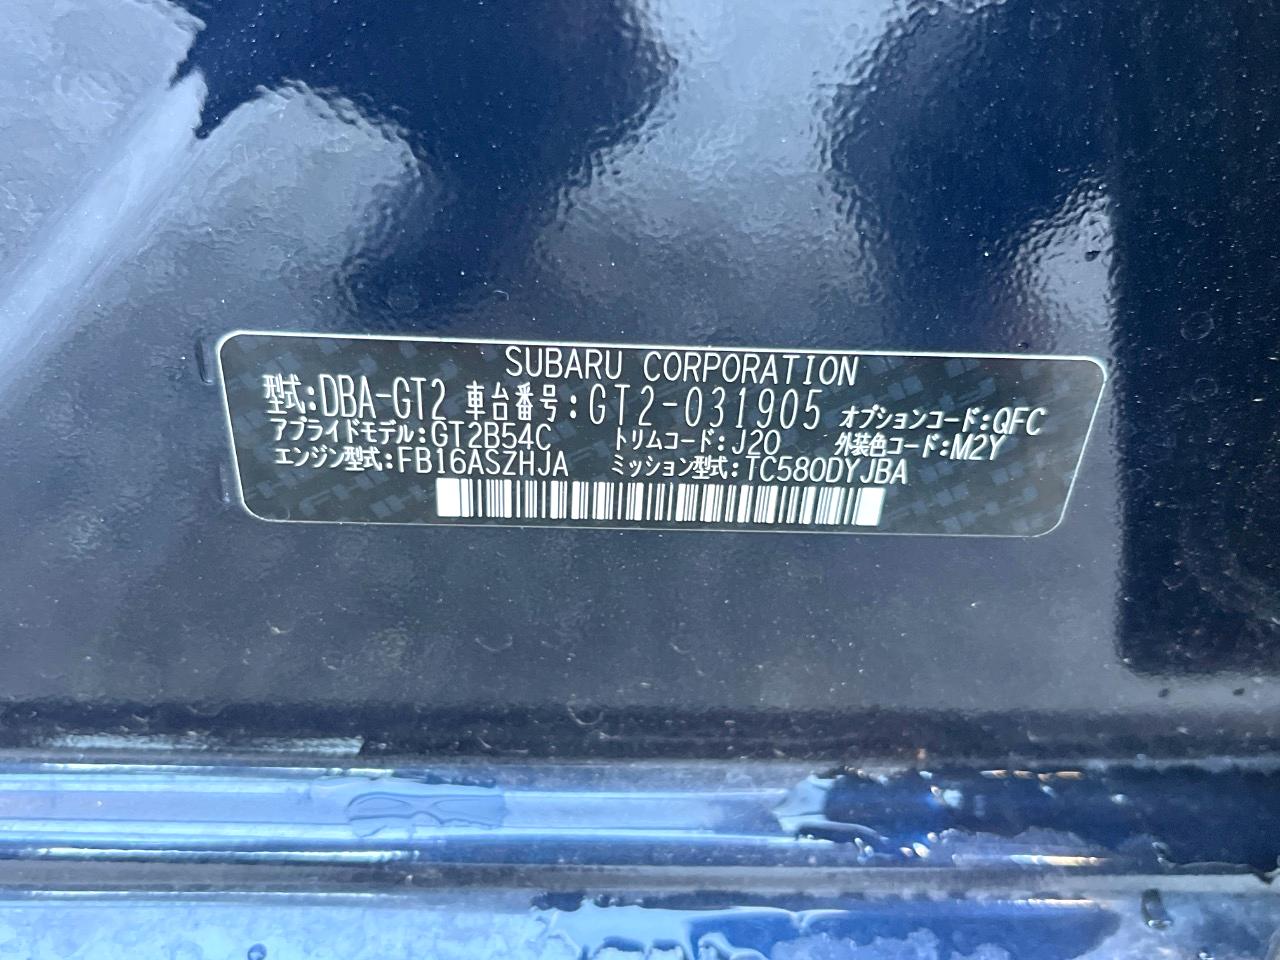 SUBARU CORPORATION
型式:DBA-GT2 車台番号:GT2-031905 オプションコード:QFC
アプライドモデル:GT2B54C トリムコード:J20 外装色コード:M2Y
エンジン型式:FB16ASZHJA ミッション型式:TC580DYJBA